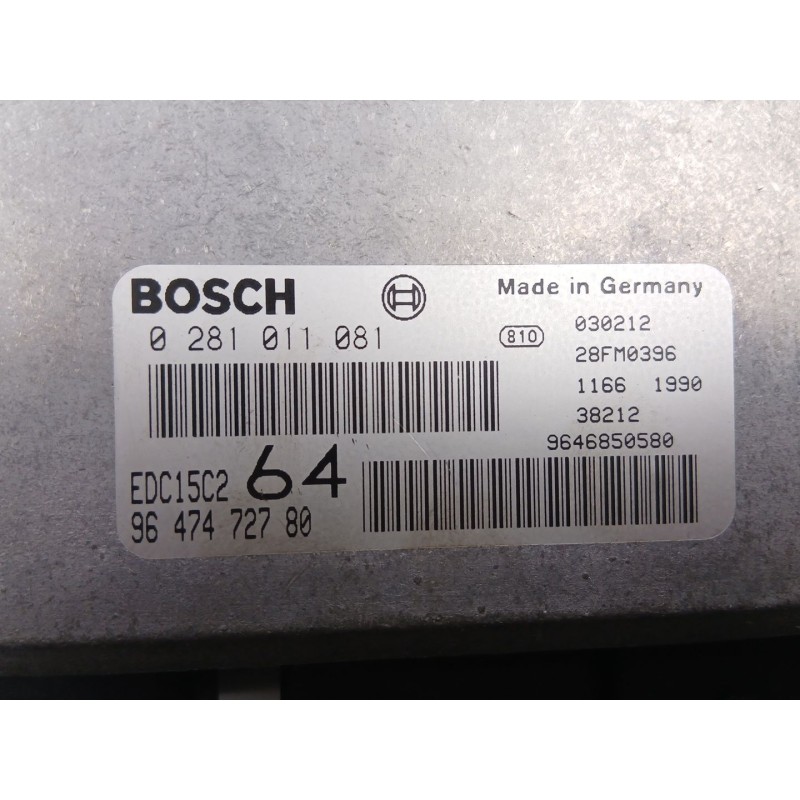 BOSCH
Made in Germany
0 281 011 081
810
030212
28FM0396
1166 1990
38212
9646850580
EDC15C2 64
96 474 727 80